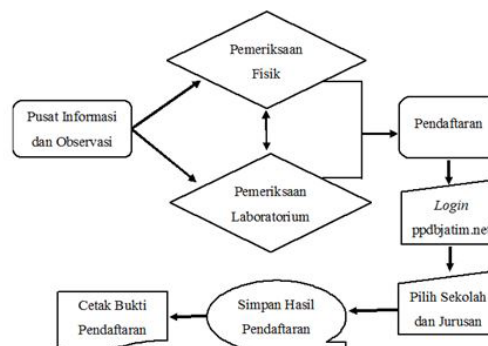 Pemeriksaan
Fisik
Pusat Informasi
dan Observasi
Pendaftaran
Pemeriksaan
Laboratorium
Login
ppdbjatim.net
Pilih Sekolah
dan Jurusan
Simpan Hasil
Pendaftaran
Cetak Bukti
Pendaftaran